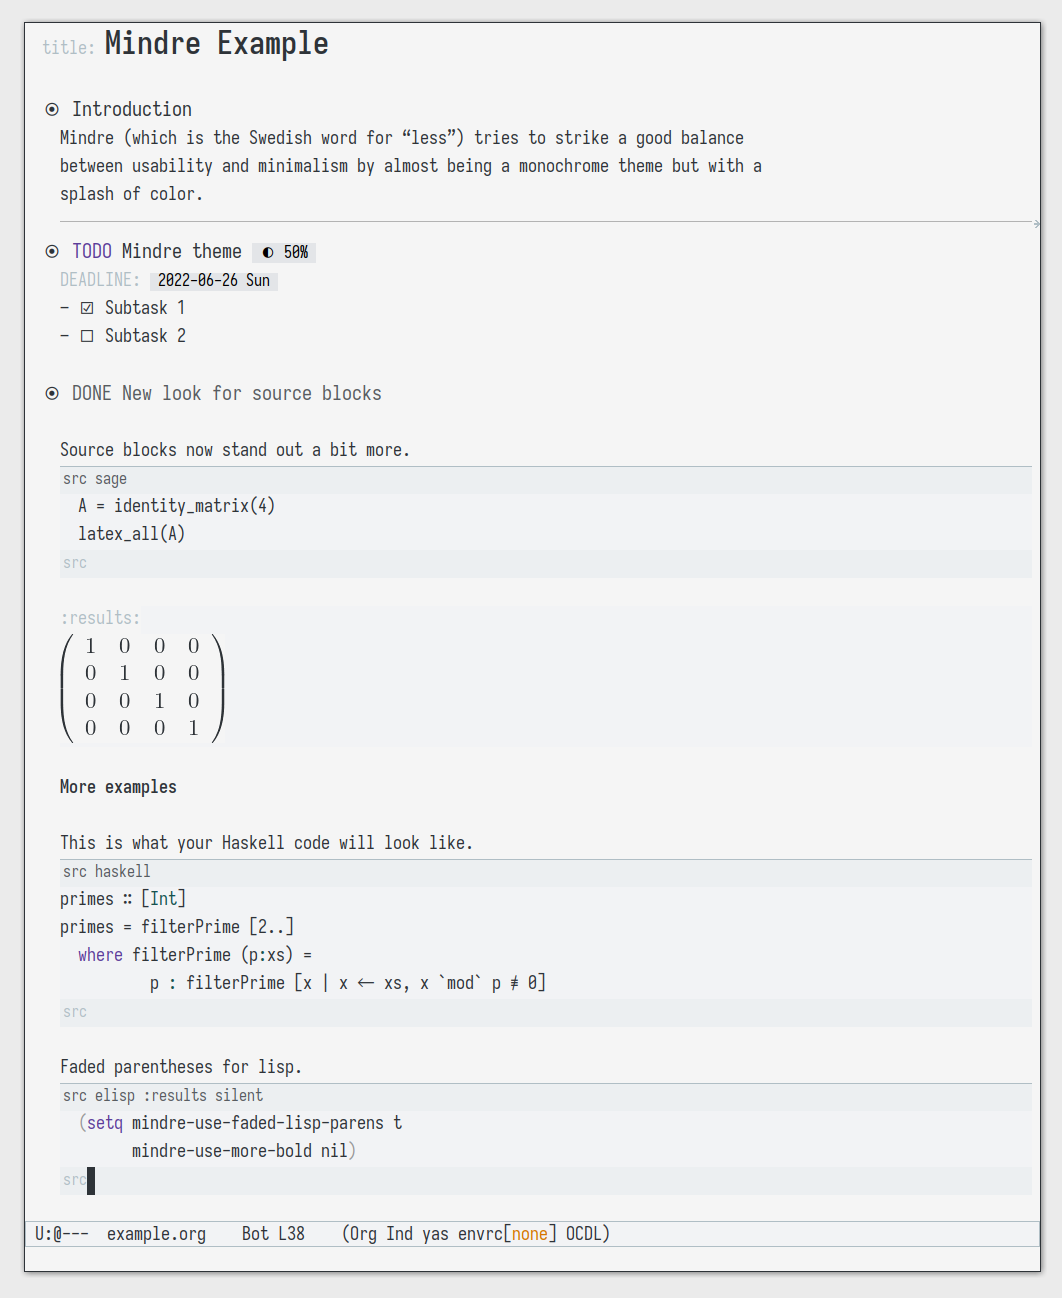 title: Mindre Example
⦿ Introduction
Mindre (which is the Swedish word for “less”) tries to strike a good balance
between usability and minimalism by almost being a monochrome theme but with a
splash of color.
⦿ TODO Mindre theme ◐ 50%
DEADLINE: 2022-06-26 Sun
- ☑ Subtask 1
- ☐ Subtask 2
⦿ DONE New look for source blocks
Source blocks now stand out a bit more.
src sage
A = identity_matrix(4)
latex_all(A)
src
:results:
1 0 0 0
0 1 0 0
0 0 1 0
0 0 0 1
More examples
This is what your Haskell code will look like.
src haskell
primes :: [Int]
primes = filterPrime [2..]
where filterPrime (p:xs) =
p : filterPrime [x | x ← xs, x `mod` p ≢ 0]
src
Faded parentheses for lisp.
src elisp :results silent
(setq mindre-use-faded-lisp-parens t
mindre-use-more-bold nil)
src
U:@--- example.org Bot L38 (Org Ind yas envrc[none] OCDL)